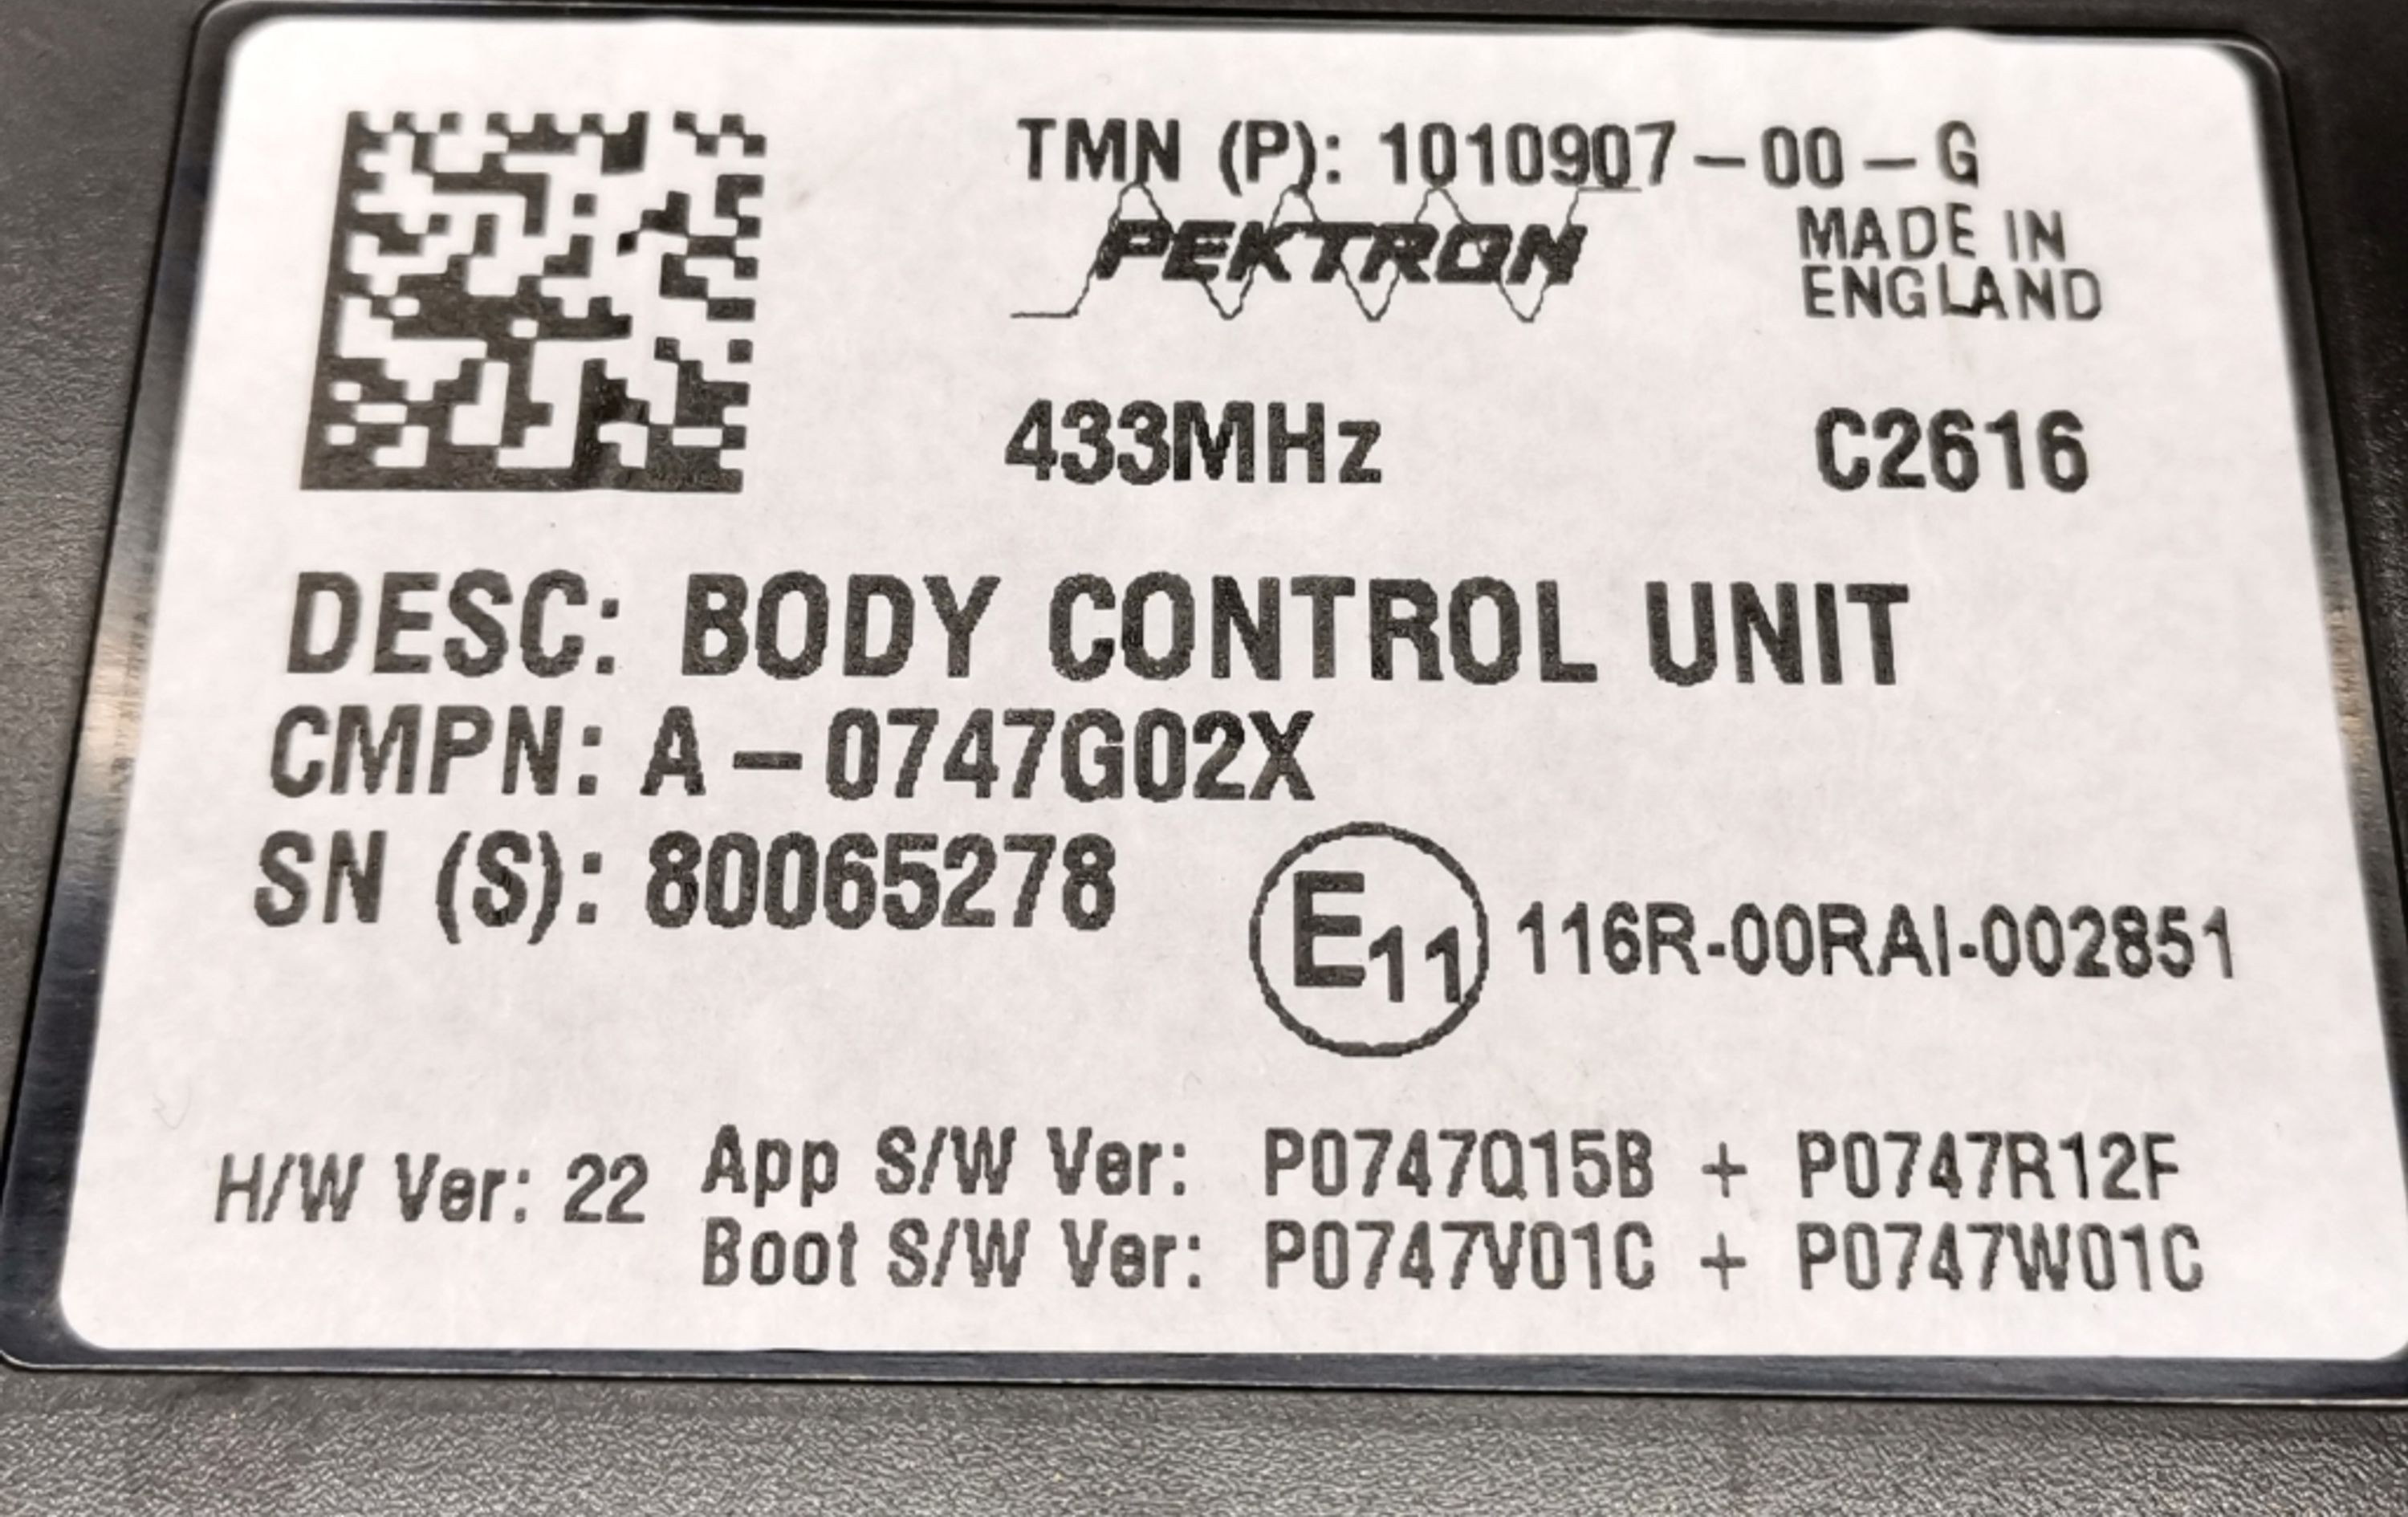 TMN (P): 1010907-00-G
PEKTRON
MADE IN
ENGLAND
433MHz
C2616
DESC: BODY CONTROL UNIT
CMPN: A-0747G02X
SN (S): 80065278
E11 116R-00RAI-002851
H/W Ver: 22
App S/W Ver: P0747Q15B + P0747R12F
Boot S/W Ver: P0747V01C + P0747W01C